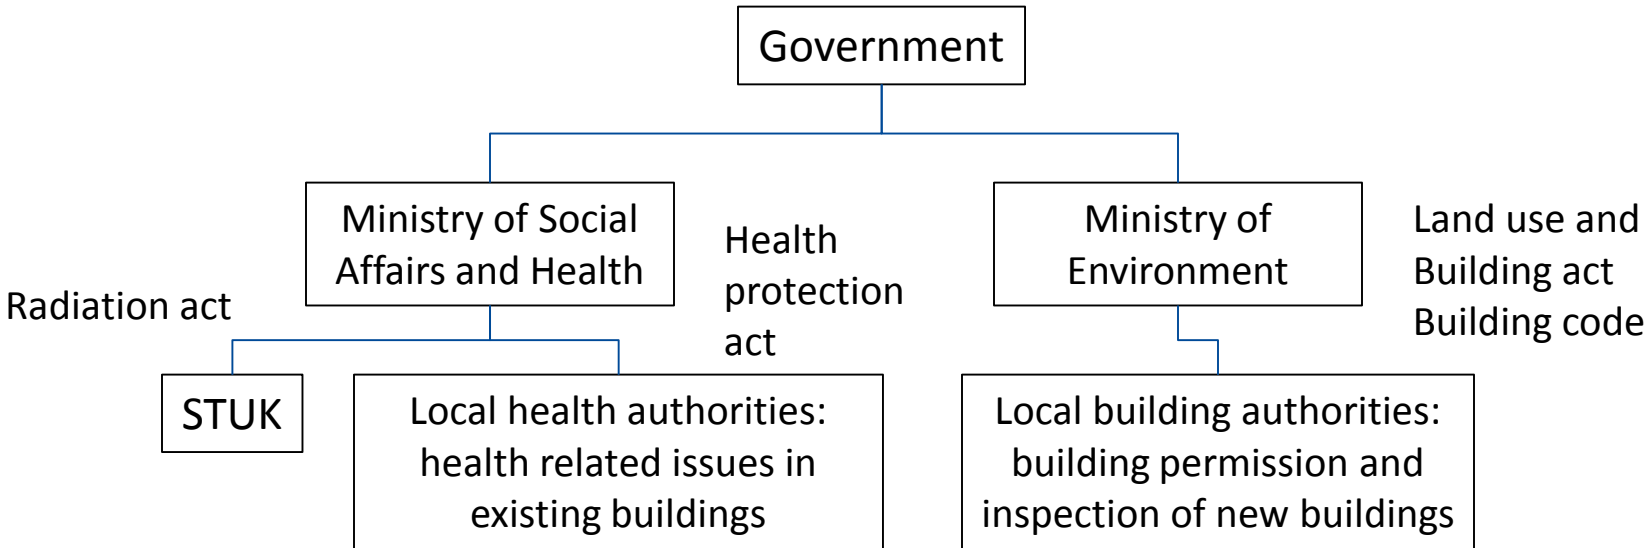 Government
Ministry of Social
Affairs and Health
Health
protection
act
Ministry of
Environment
Land use and
Building act
Building code
Radiation act
STUK
Local health authorities:
health related issues in
existing buildings
Local building authorities:
building permission and
inspection of new buildings